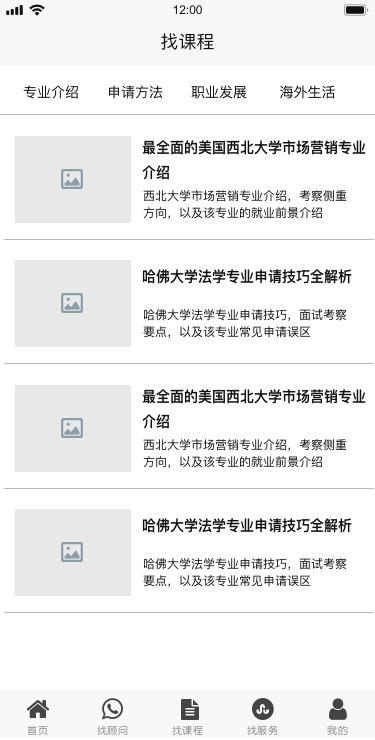 12:00
找课程
专业介绍 申请方法 职业发展 海外生活
最全面的美国西北大学市场营销专业
介绍
西北大学市场营销专业介绍，考察侧重
方向，以及该专业的就业前景介绍
哈佛大学法学专业申请技巧全解析
哈佛大学法学专业申请技巧，面试考察
要点，以及该专业常见申请误区
最全面的美国西北大学市场营销专业
介绍
西北大学市场营销专业介绍，考察侧重
方向，以及该专业的就业前景介绍
哈佛大学法学专业申请技巧全解析
哈佛大学法学专业申请技巧，面试考察
要点，以及该专业常见申请误区
首页 找顾问 找课程 找服务 我的